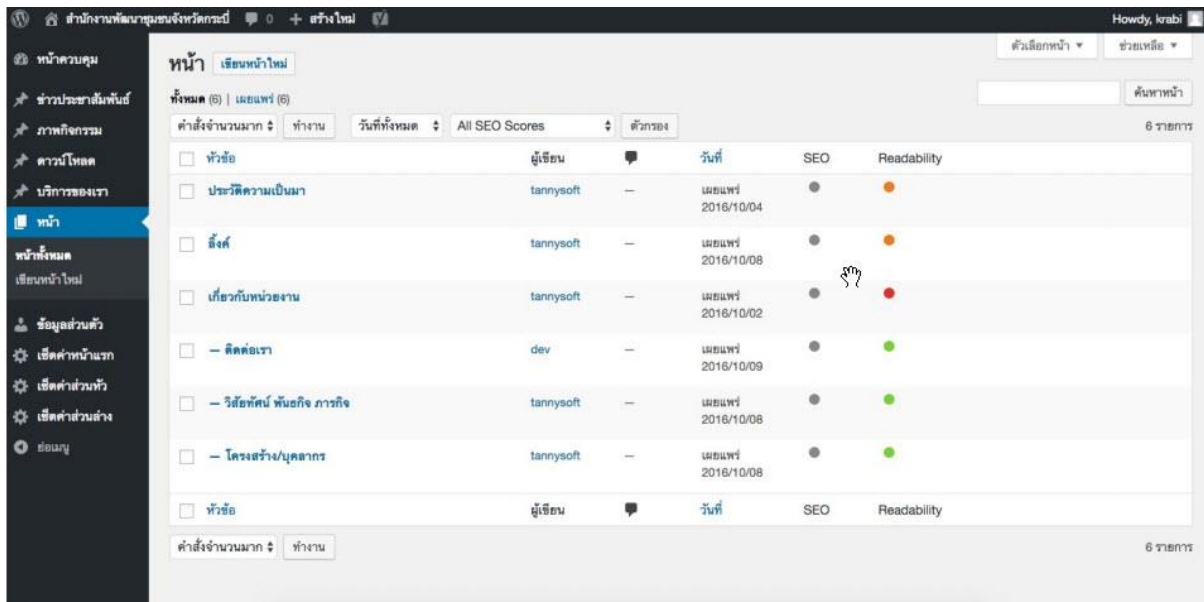 สำนักงานพัฒนาชุมชนจังหวัดกระบี่ 0 + สร้างใหม่ Howdy, krabi
ตัวเลือกหน้า ช่วยเหลือ
หน้าควบคุม
ข่าวประชาสัมพันธ์
ภาพกิจกรรม
ดาวน์โหลด
บริการของเรา
หน้า
หน้าทั้งหมด
เขียนหน้าใหม่
ข้อมูลส่วนตัว
เซ็ตค่าหน้าแรก
เซ็ตค่าส่วนหัว
เซ็ตค่าส่วนล่าง
ย่อเมนู
หน้า เขียนหน้าใหม่
ทั้งหมด (6) | เผยแพร่ (6)
ค้นหาหน้า
คำสั่งจำนวนมาก ทำงาน วันที่ทั้งหมด All SEO Scores ตัวกรอง 6 รายการ
หัวข้อ ผู้เขียน วันที่ SEO Readability
ประวัติความเป็นมา tannysoft — เผยแพร่
2016/10/04
ลิ้งค์ tannysoft — เผยแพร่
2016/10/08
เกี่ยวกับหน่วยงาน tannysoft — เผยแพร่
2016/10/02
— ติดต่อเรา dev — เผยแพร่
2016/10/09
— วิสัยทัศน์ พันธกิจ ภารกิจ tannysoft — เผยแพร่
2016/10/08
— โครงสร้าง/บุคลากร tannysoft — เผยแพร่
2016/10/08
หัวข้อ ผู้เขียน วันที่ SEO Readability
คำสั่งจำนวนมาก ทำงาน 6 รายการ